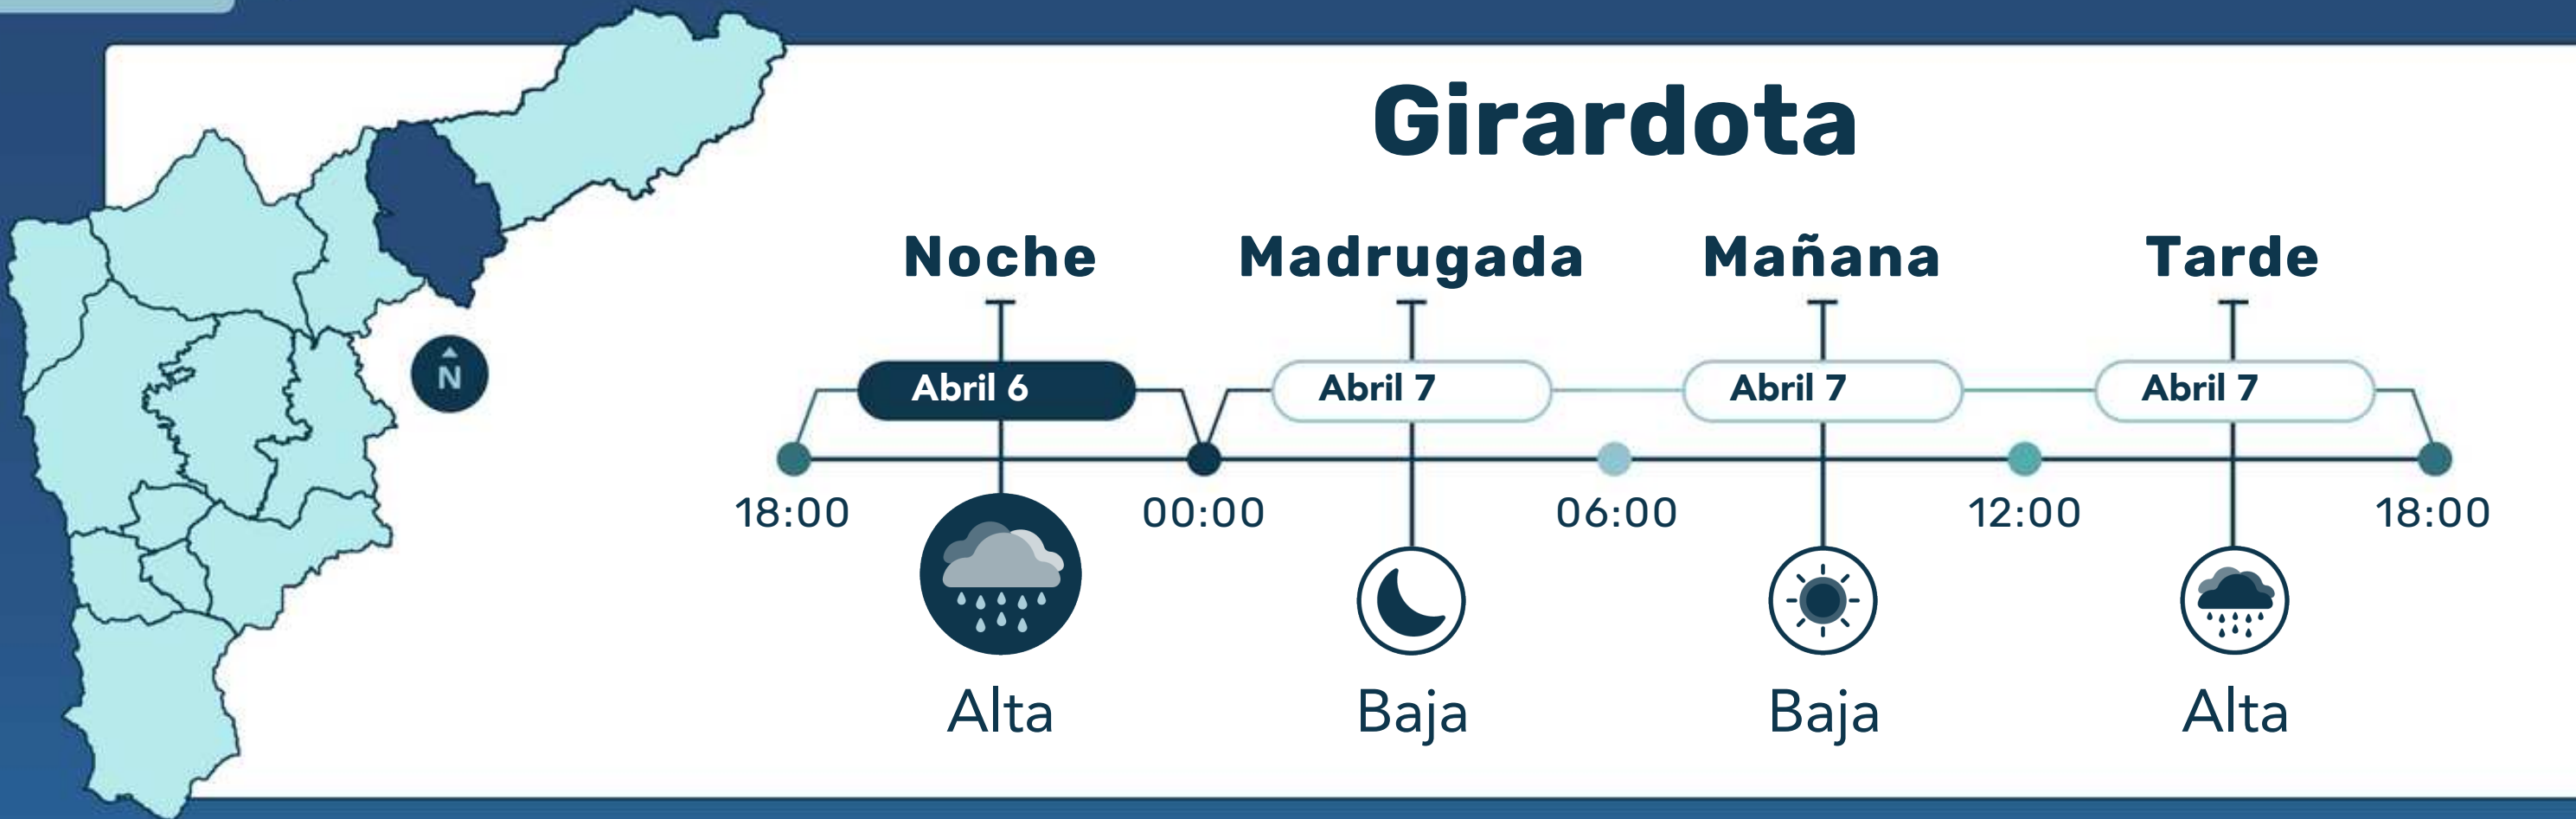 Girardota
Noche Madrugada Mañana Tarde
Abril 6 Abril 7 Abril 7 Abril 7
N
18:00 00:00 06:00 12:00 18:00
Alta Baja Baja Alta